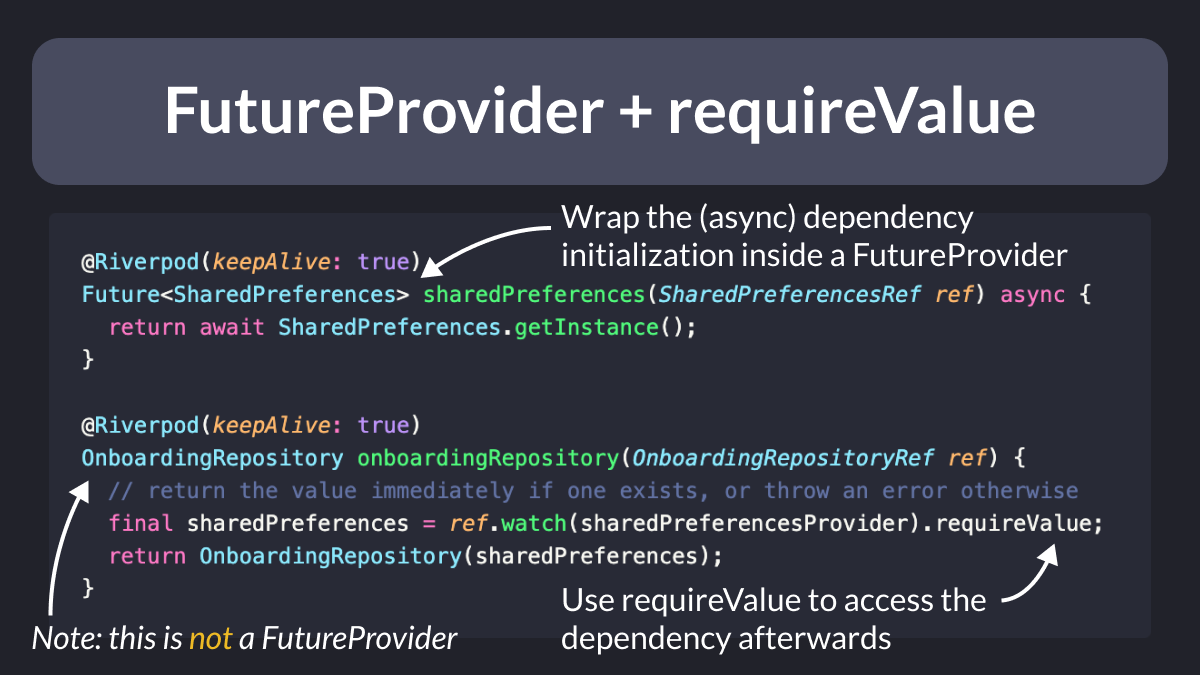 FutureProvider + requireValue
Wrap the (async) dependency
initialization inside a FutureProvider
@Riverpod(keepAlive: true)
Future<SharedPreferences> sharedPreferences(SharedPreferencesRef ref) async {
  return await SharedPreferences.getInstance();
}
@Riverpod(keepAlive: true)
OnboardingRepository onboardingRepository(OnboardingRepositoryRef ref) {
  // return the value immediately if one exists, or throw an error otherwise
  final sharedPreferences = ref.watch(sharedPreferencesProvider).requireValue;
  return OnboardingRepository(sharedPreferences);
}
Use requireValue to access the
dependency afterwards
Note: this is not a FutureProvider